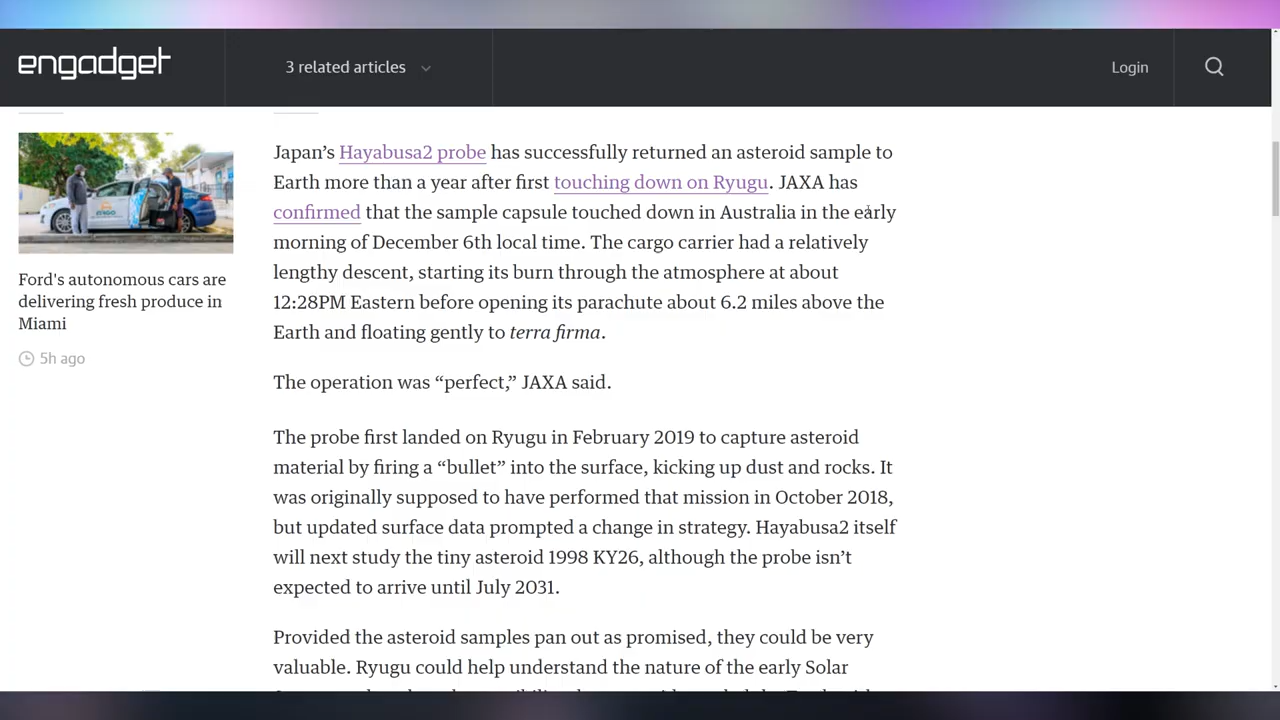 engadget
3 related articles
Login
Ford's autonomous cars are
delivering fresh produce in
Miami
5h ago
Japan’s Hayabusa2 probe has successfully returned an asteroid sample to
Earth more than a year after first touching down on Ryugu. JAXA has
confirmed that the sample capsule touched down in Australia in the early
morning of December 6th local time. The cargo carrier had a relatively
lengthy descent, starting its burn through the atmosphere at about
12:28PM Eastern before opening its parachute about 6.2 miles above the
Earth and floating gently to terra firma.
The operation was “perfect,” JAXA said.
The probe first landed on Ryugu in February 2019 to capture asteroid
material by firing a “bullet” into the surface, kicking up dust and rocks. It
was originally supposed to have performed that mission in October 2018,
but updated surface data prompted a change in strategy. Hayabusa2 itself
will next study the tiny asteroid 1998 KY26, although the probe isn’t
expected to arrive until July 2031.
Provided the asteroid samples pan out as promised, they could be very
valuable. Ryugu could help understand the nature of the early Solar